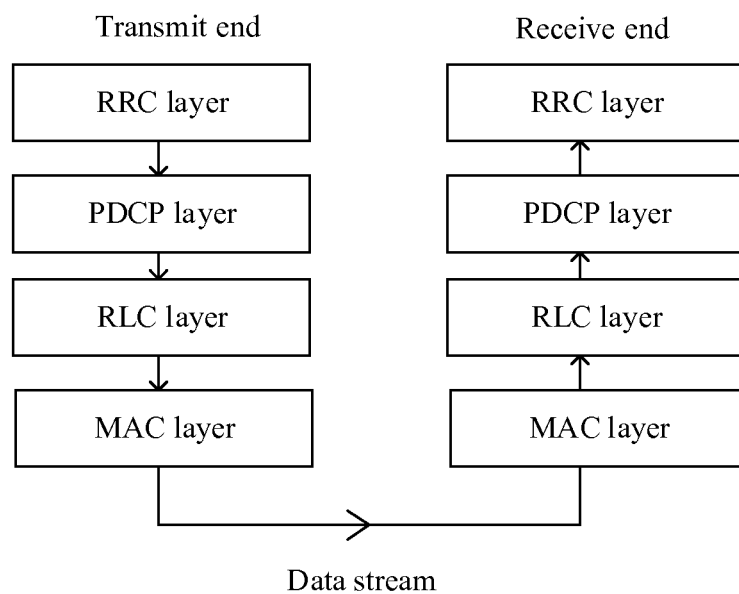 Transmit end
Receive end
RRC layer
RRC layer
PDCP layer
PDCP layer
RLC layer
RLC layer
MAC layer
MAC layer
Data stream